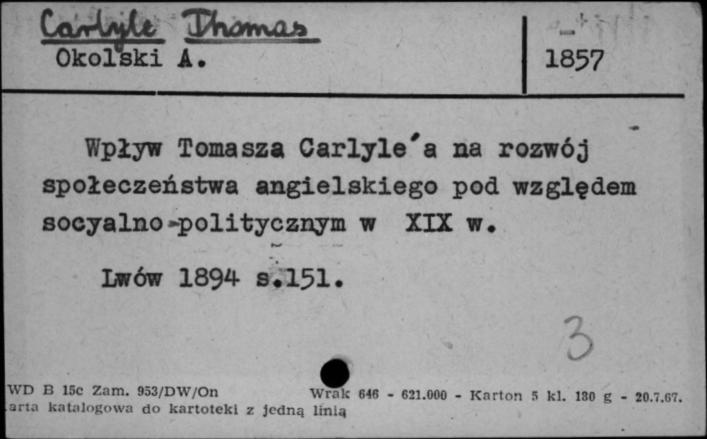 Carlyle Thomas
Okolski A.
1857
Wpływ Tomasza Carlyle'a na rozwój
społeczeństwa angielskiego pod względem
socyalno-politycznym w XIX w.
Lwów 1894 s.151.
3
WD B 15c Zam. 953/DW/On Wrak 646 - 621.000 - Karton 5 kl. 180 g - 20.7.67.
arta katalogowa do kartoteki z jedną linią